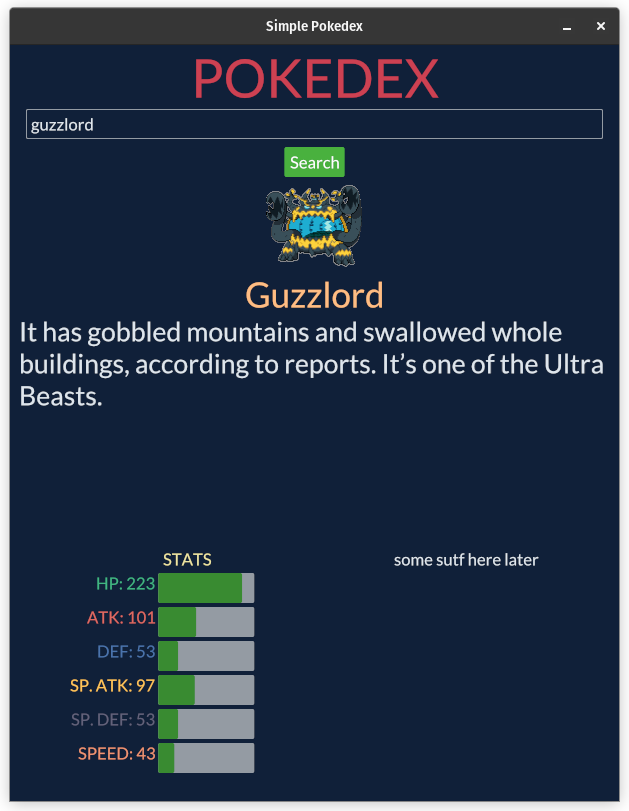 Simple Pokedex
POKEDEX
guzzlord
Search
Guzzlord
It has gobbled mountains and swallowed whole
buildings, according to reports. It’s one of the Ultra
Beasts.
STATS
some sutf here later
HP: 223
ATK: 101
DEF: 53
SP. ATK: 97
SP. DEF: 53
SPEED: 43